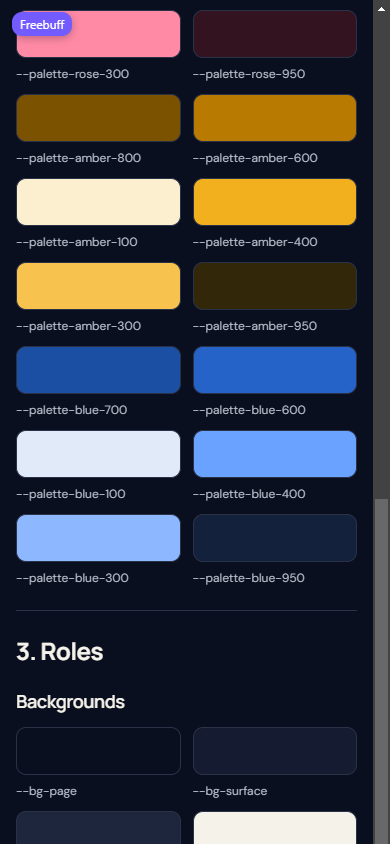 Freebuff
--palette-rose-300 --palette-rose-950
--palette-amber-800 --palette-amber-600
--palette-amber-100 --palette-amber-400
--palette-amber-300 --palette-amber-950
--palette-blue-700 --palette-blue-600
--palette-blue-100 --palette-blue-400
--palette-blue-300 --palette-blue-950
3. Roles
Backgrounds
--bg-page --bg-surface